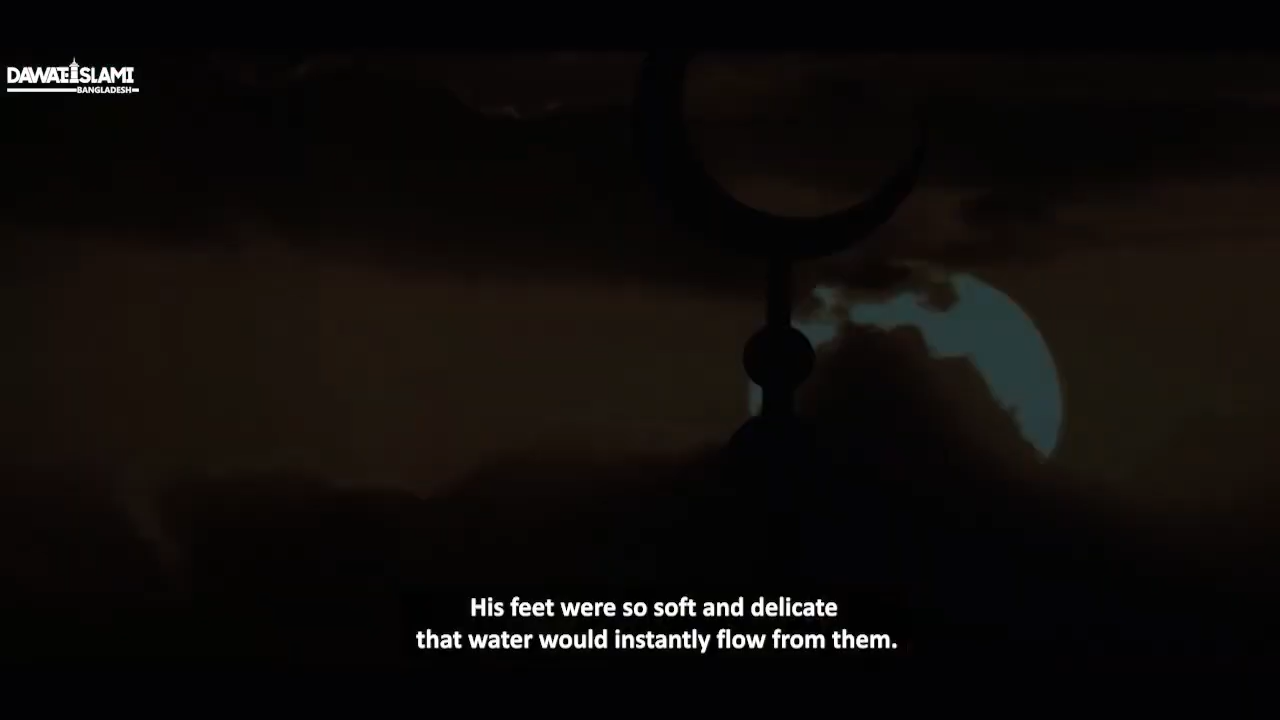 DAWATEISLAMI
BANGLADESH
His feet were so soft and delicate
that water would instantly flow from them.